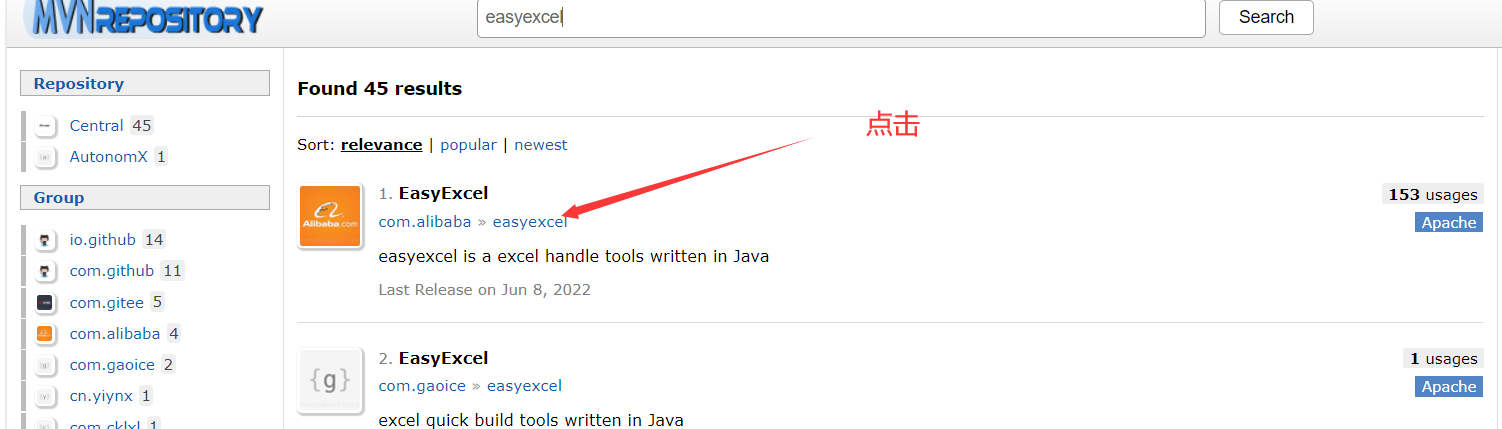 MVNREPOSITORY
easyexcel
Search
Repository
Central 45
AutonomX 1
Group
io.github 14
com.github 11
com.gitee 5
com.alibaba 4
com.gaoice 2
cn.yiynx 1
com.cklxl 1
Found 45 results
点击
Sort: relevance | popular | newest
1. EasyExcel
153 usages
Alibaba.com
com.alibaba » easyexcel
Apache
easyexcel is a excel handle tools written in Java
Last Release on Jun 8, 2022
2. EasyExcel
1 usages
{g}
com.gaoice » easyexcel
Apache
excel quick build tools written in Java